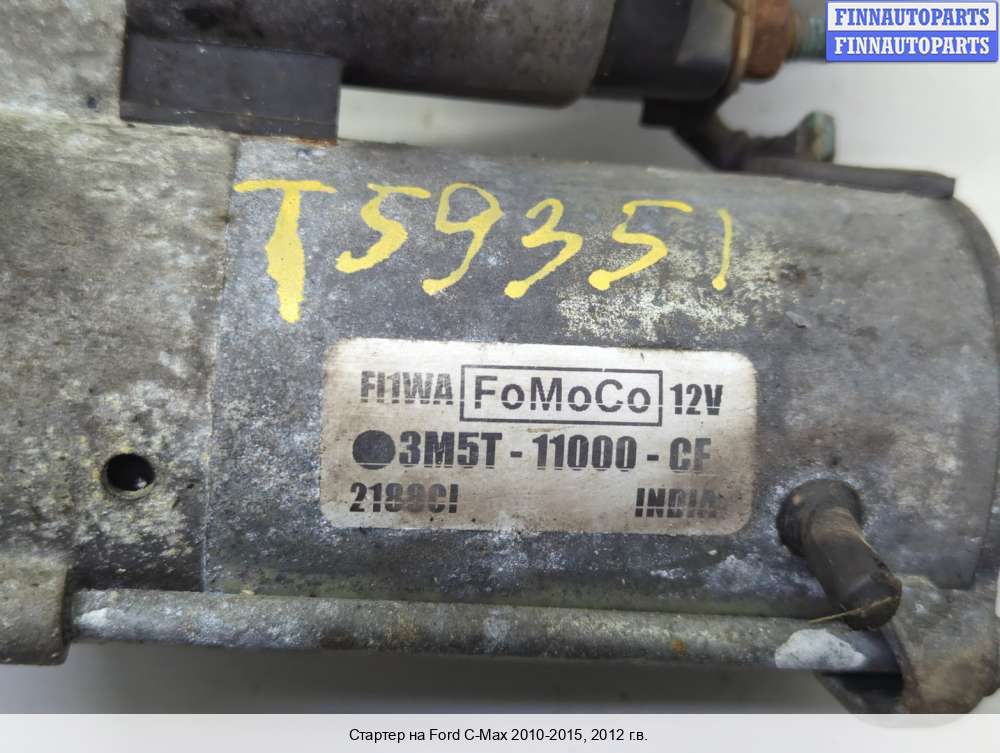 FINNAUTOPARTS
FINNAUTOPARTS
T59351
FI1WA FoMoCo 12V
3M5T - 11000 - CF
2188CI INDIA
Стартер на Ford C-Max 2010-2015, 2012 г.в.